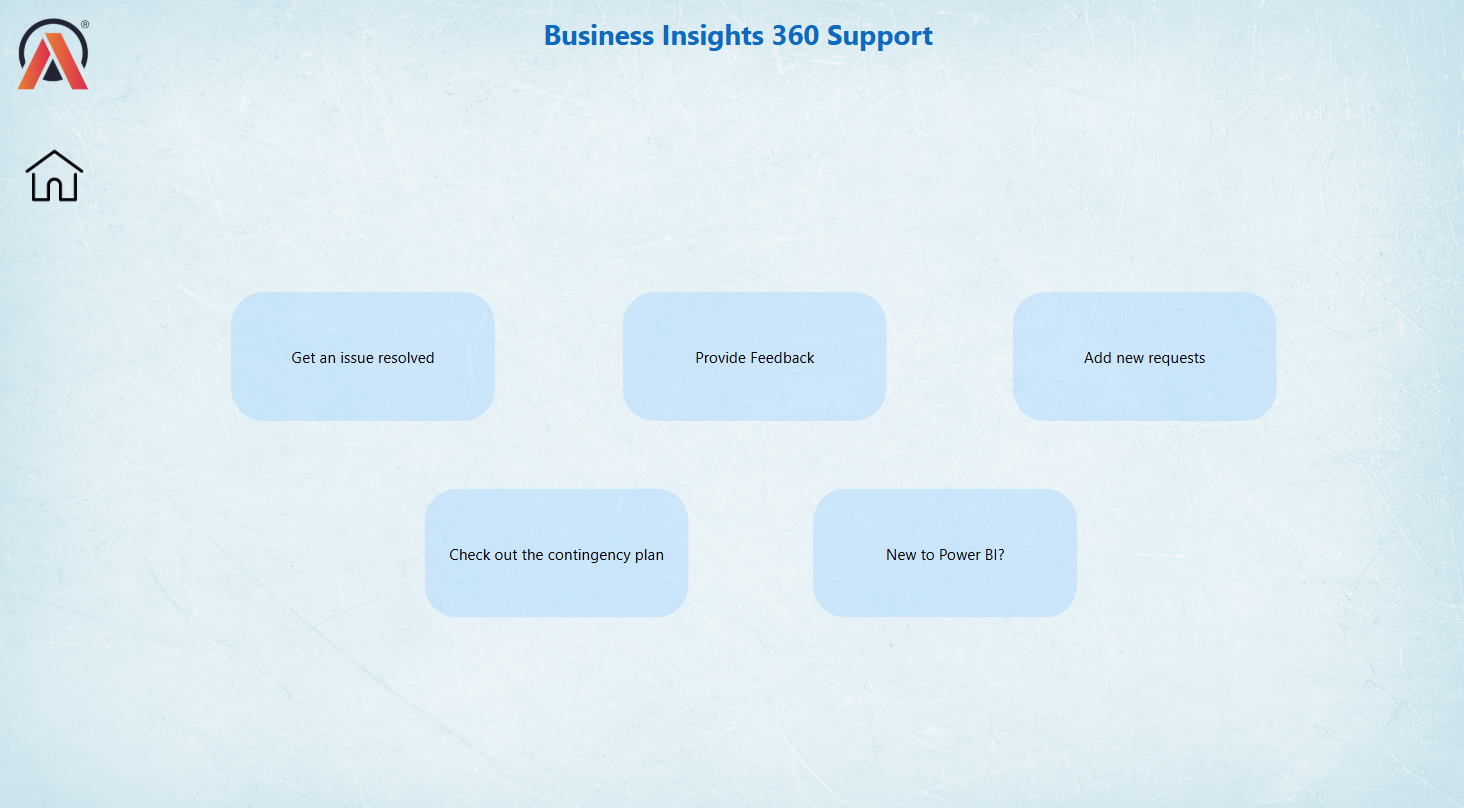 Business Insights 360 Support
®
Get an issue resolved
Provide Feedback
Add new requests
Check out the contingency plan
New to Power BI?